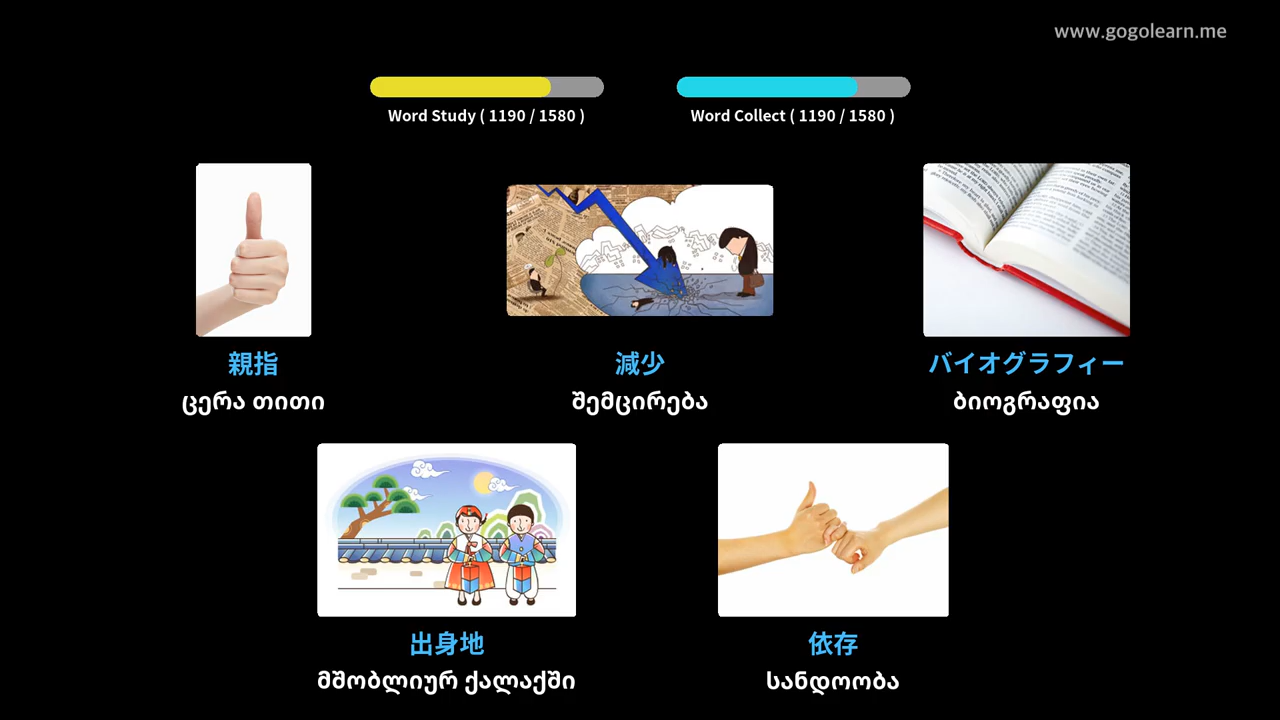 www.gogolearn.me
Word Study ( 1190 / 1580 )
Word Collect ( 1190 / 1580 )
親指
ცერა თითი
減少
შემცირება
バイオグラフィー
ბიოგრაფია
出身地
მშობლიურ ქალაქში
依存
სანდოობა